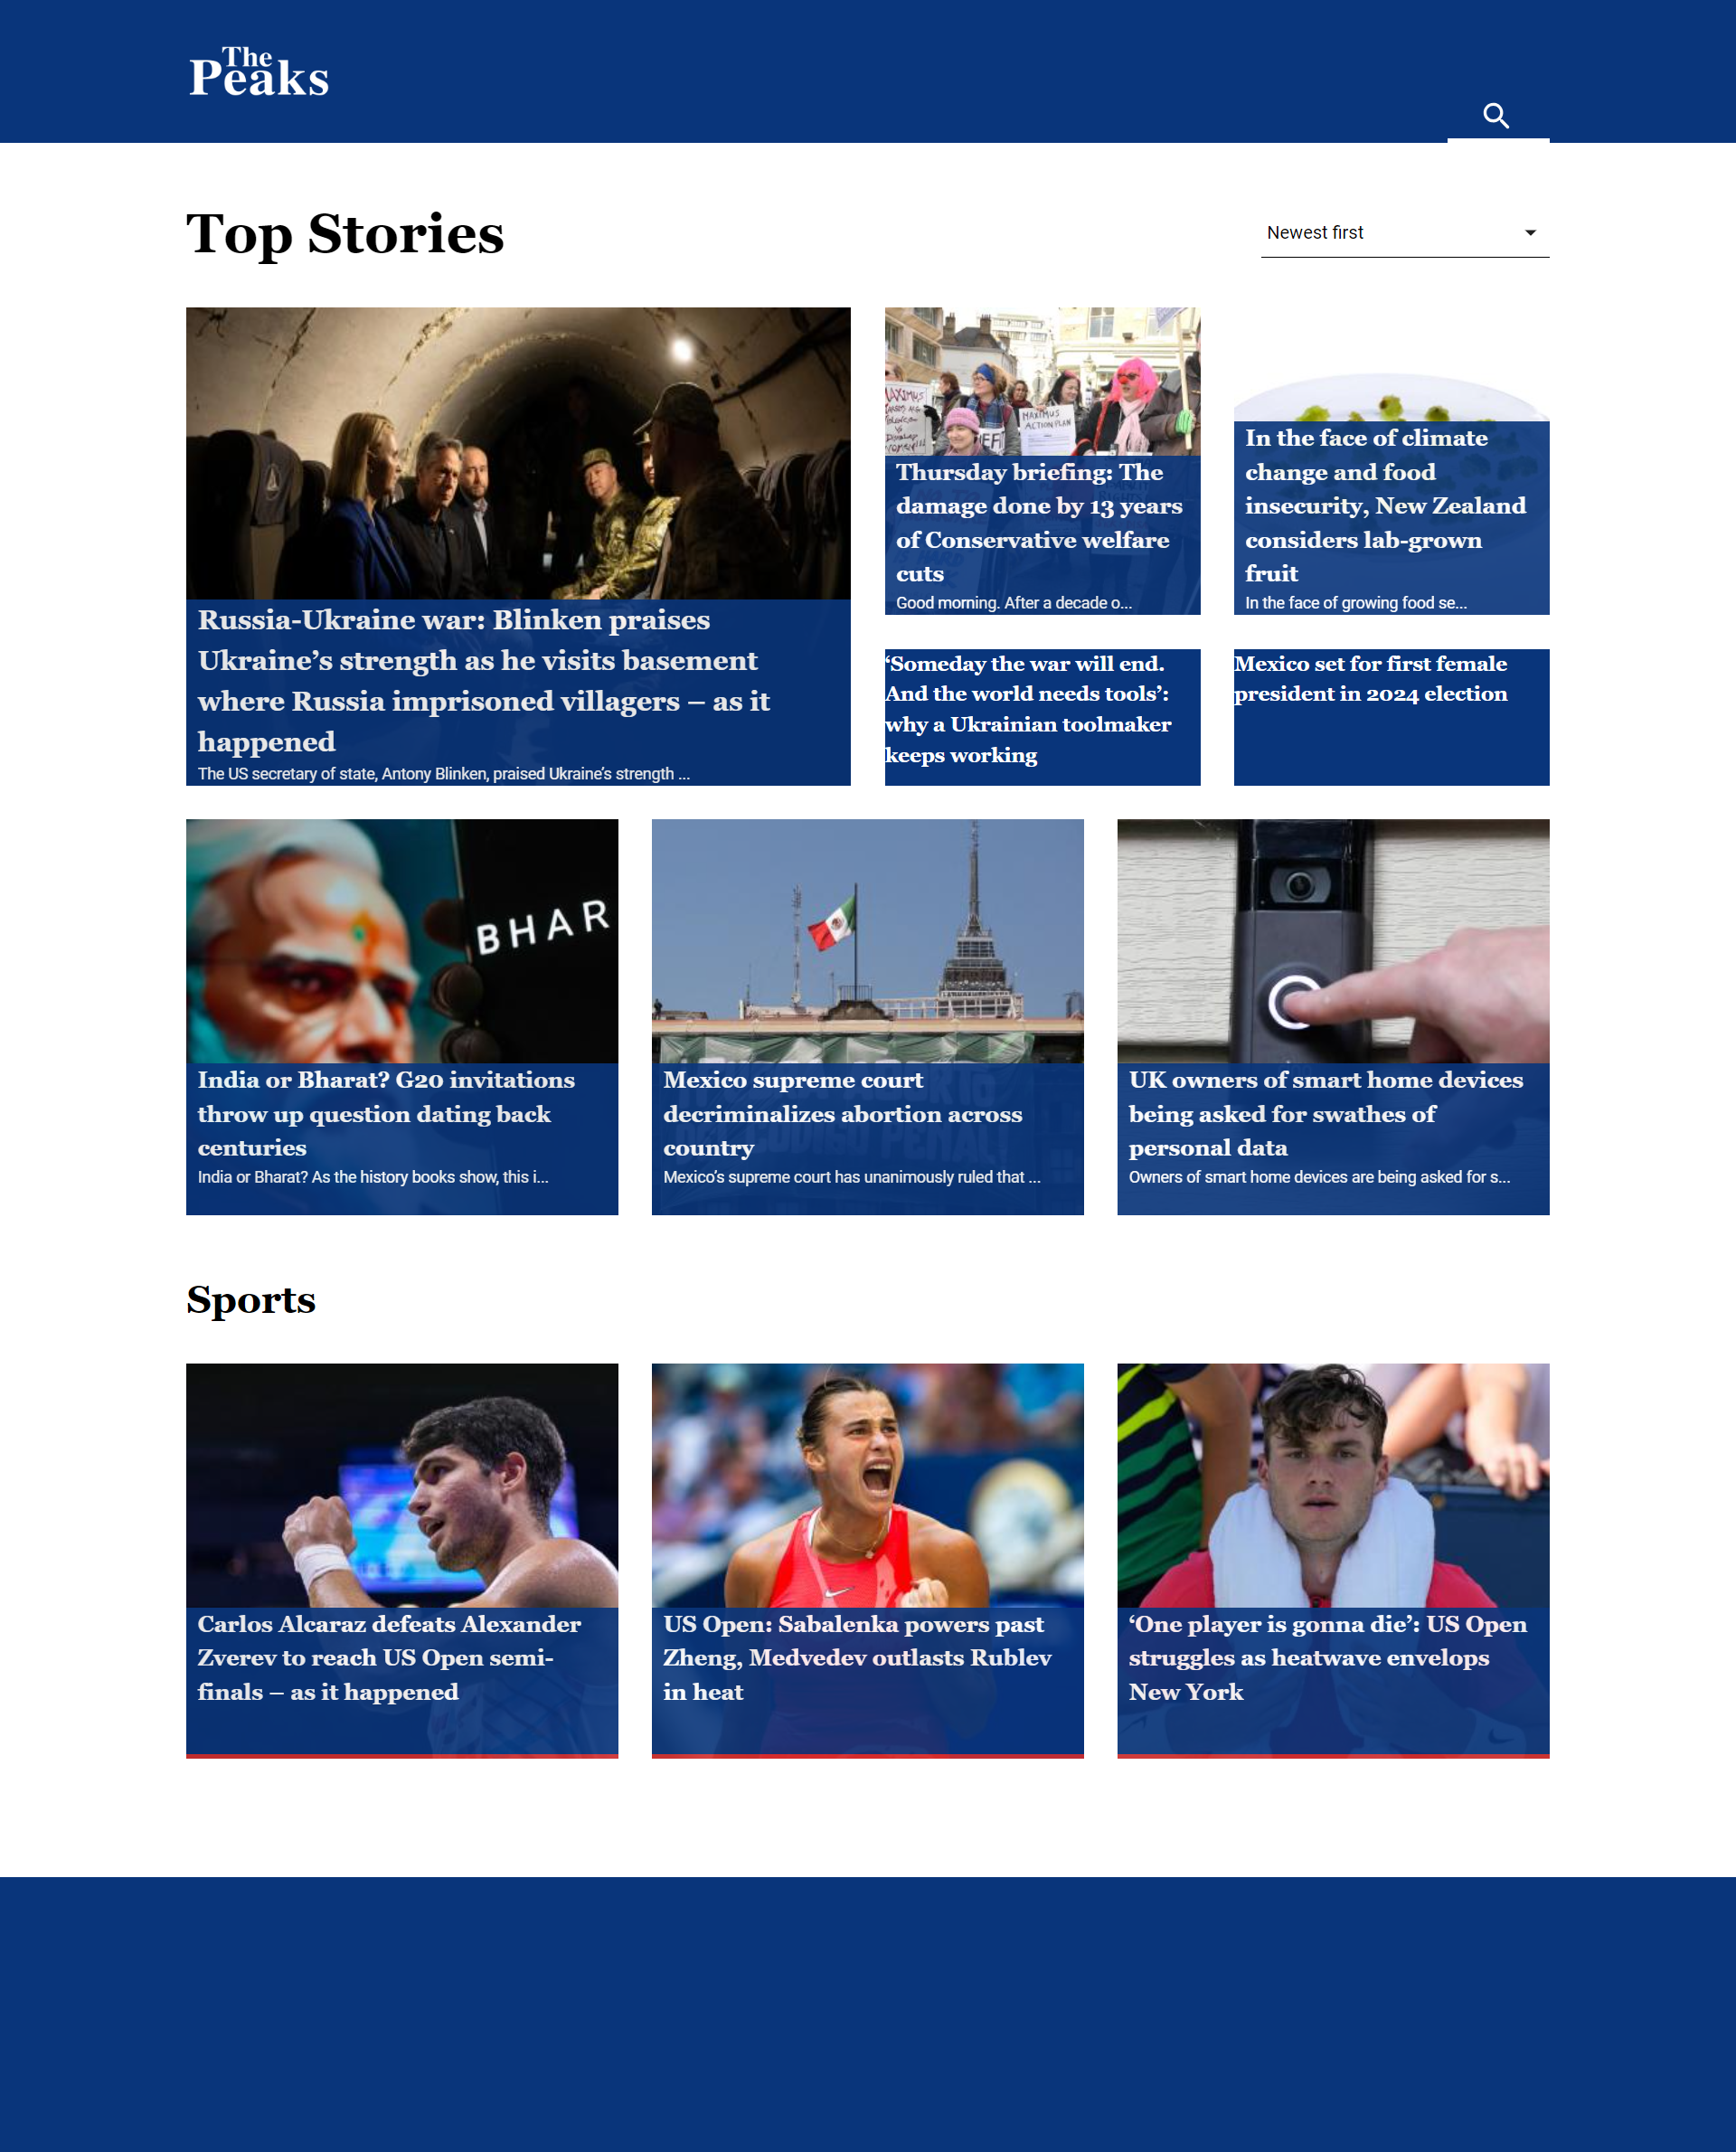 The
Peaks
Top Stories
Newest first
MAXIMUS
MAXIMUS
ACTION PLAN
Thursday briefing: The
damage done by 13 years
of Conservative welfare
cuts
Good morning. After a decade o...
In the face of climate
change and food
insecurity, New Zealand
considers lab-grown
fruit
In the face of growing food se...
Russia-Ukraine war: Blinken praises
Ukraine’s strength as he visits basement
where Russia imprisoned villagers – as it
happened
The US secretary of state, Antony Blinken, praised Ukraine’s strength ...
‘Someday the war will end.
And the world needs tools’:
why a Ukrainian toolmaker
keeps working
Mexico set for first female
president in 2024 election
BHAR
India or Bharat? G20 invitations
throw up question dating back
centuries
India or Bharat? As the history books show, this i...
Mexico supreme court
decriminalizes abortion across
country
Mexico’s supreme court has unanimously ruled that ...
UK owners of smart home devices
being asked for swathes of
personal data
Owners of smart home devices are being asked for s...
Sports
Carlos Alcaraz defeats Alexander
Zverev to reach US Open semi-
finals – as it happened
US Open: Sabalenka powers past
Zheng, Medvedev outlasts Rublev
in heat
‘One player is gonna die’: US Open
struggles as heatwave envelops
New York